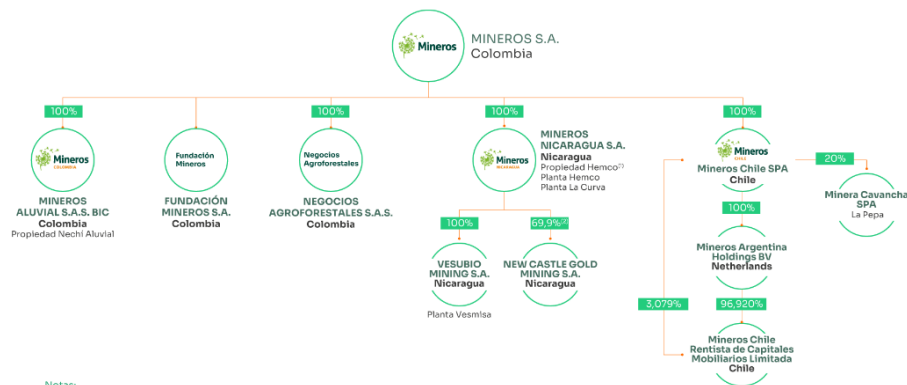 Mineros
MINEROS S.A.
Colombia
100%
100%
100%
100%
Mineros
COLOMBIA
Fundación
Mineros
Negocios
Agroforestales
Mineros
NICARAGUA
MINEROS
NICARAGUA S.A.
Nicaragua
Propiedad Hemco(1)
Planta Hemco
Planta La Curva
Mineros
CHILE
Mineros Chile SPA
Chile
20%
Minera Cavancha
SPA
La Pepa
MINEROS
ALUVIAL S.A.S. BIC
Colombia
Propiedad Nechí Aluvial
FUNDACIÓN
MINEROS S.A.
Colombia
NEGOCIOS
AGROFORESTALES S.A.S.
Colombia
100%
69,9%(2)
100%
VESUBIO
MINING S.A.
Nicaragua
Planta Vesmisa
NEW CASTLE GOLD
MINING S.A.
Nicaragua
Mineros Argentina
Holdings BV
Netherlands
3,079%
96,920%
Mineros Chile
Rentista de Capitales
Mobiliarios Limitada
Chile
Notas: